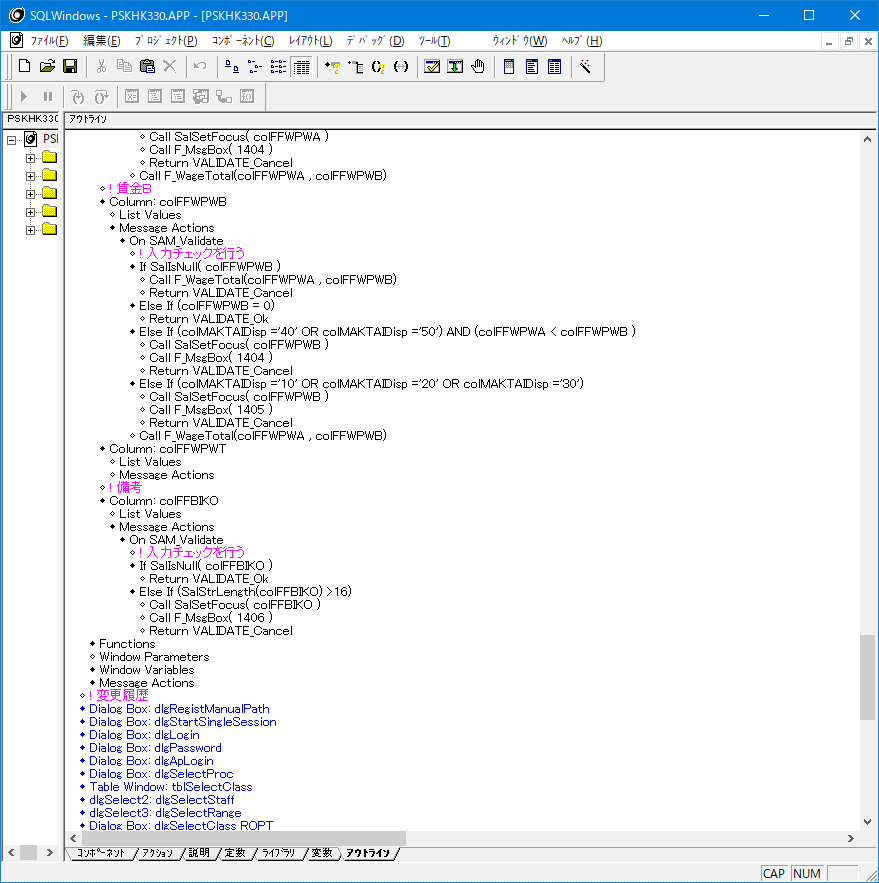 SQLWindows - PSKHK330.APP - [PSKHK330.APP]
ﾌｧｲﾙ(F) 編集(E) ﾌﾟﾛｼﾞｪｸﾄ(P) ｺﾝﾎﾟｰﾈﾝﾄ(C) ﾚｲｱｳﾄ(L) ﾃﾞﾊﾞｯｸﾞ(D) ﾂｰﾙ(T) ｳｨﾝﾄﾞｳ(W) ﾍﾙﾌﾟ(H)
PSKHK330 ｱｳﾄﾗｲﾝ
PSI
Call SalSetFocus( colFFWPWA )
Call F_MsgBox( 1404 )
Return VALIDATE_Cancel
Call F_WageTotal(colFFWPWA , colFFWPWB)
! 賃金B
Column: colFFWPWB
List Values
Message Actions
On SAM_Validate
! 入力チェックを行う
If SalIsNull( colFFWPWB )
Call F_WageTotal(colFFWPWA , colFFWPWB)
Return VALIDATE_Cancel
Else If (colFFWPWB = 0)
Return VALIDATE_Ok
Else If (colMAKTAIDisp ='40' OR colMAKTAIDisp ='50') AND (colFFWPWA < colFFWPWB )
Call SalSetFocus( colFFWPWB )
Call F_MsgBox( 1404 )
Return VALIDATE_Cancel
Else If (colMAKTAIDisp ='10' OR colMAKTAIDisp ='20' OR colMAKTAIDisp ='30')
Call SalSetFocus( colFFWPWB )
Call F_MsgBox( 1405 )
Return VALIDATE_Cancel
Call F_WageTotal(colFFWPWA , colFFWPWB)
Column: colFFWPWT
List Values
Message Actions
! 備考
Column: colFFBIKO
List Values
Message Actions
On SAM_Validate
! 入力チェックを行う
If SalIsNull( colFFBIKO )
Return VALIDATE_Ok
Else If (SalStrLength(colFFBIKO) >16)
Call SalSetFocus( colFFBIKO )
Call F_MsgBox( 1406 )
Return VALIDATE_Cancel
Functions
Window Parameters
Window Variables
Message Actions
! 変更履歴
Dialog Box: dlgRegistManualPath
Dialog Box: dlgStartSingleSession
Dialog Box: dlgLogin
Dialog Box: dlgPassword
Dialog Box: dlgApLogin
Dialog Box: dlgSelectProc
Table Window: tblSelectClass
dlgSelect2: dlgSelectStaff
dlgSelect3: dlgSelectRange
Dialog Box: dlgSelectClass ROPT
ｺﾝﾎﾟｰﾈﾝﾄ ｱｸｼｮﾝ 説明 定数 ﾗｲﾌﾞﾗﾘ 変数 ｱｳﾄﾗｲﾝ
CAP NUM